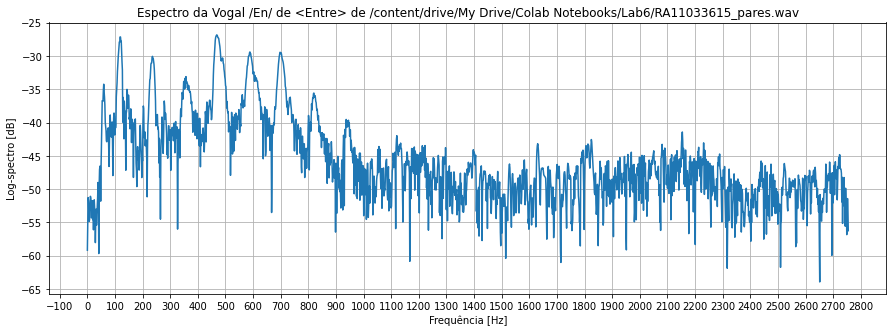 Espectro da Vogal /En/ de <Entre> de /content/drive/My Drive/Colab Notebooks/Lab6/RA11033615_pares.wav
−25
−30
−35
−40
−45
−50
−55
−60
−65
Log-spectro [dB]
−100 0 100 200 300 400 500 600 700 800 900 1000 1100 1200 1300 1400 1500 1600 1700 1800 1900 2000 2100 2200 2300 2400 2500 2600 2700 2800
Frequência [Hz]